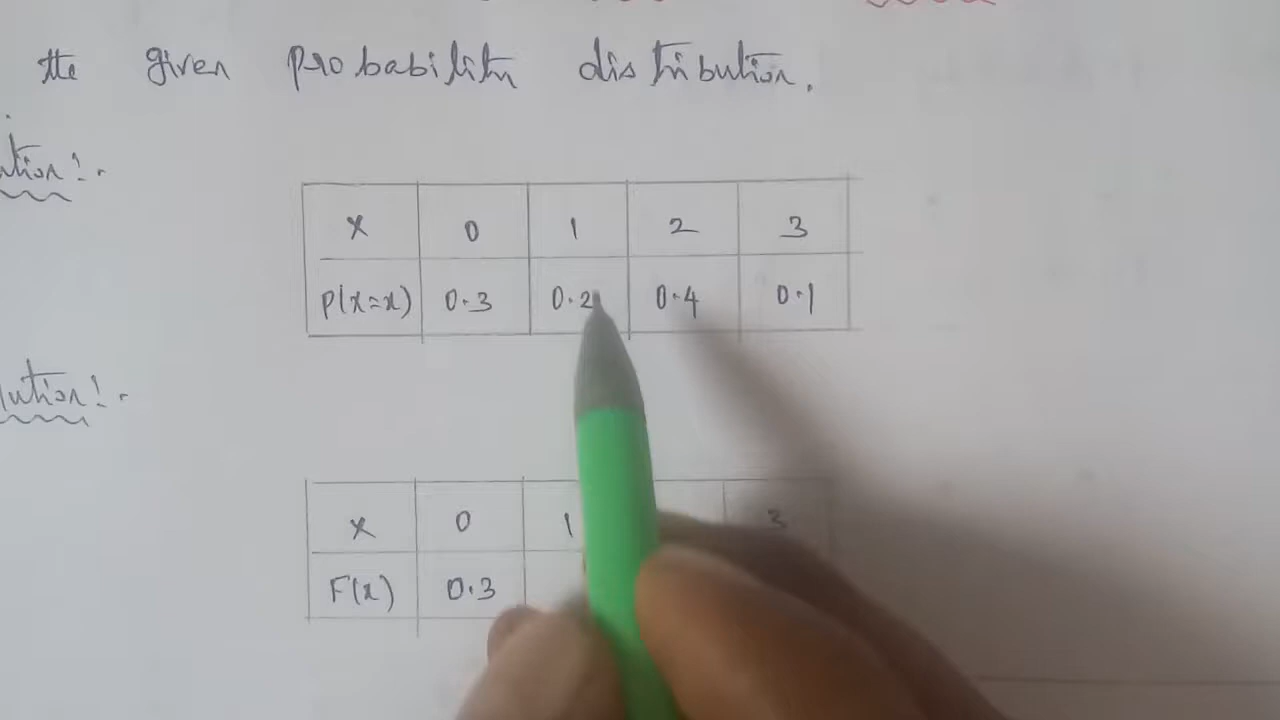 the given probability distribution.
X 0 1 2 3
P(X=x) 0.3 0.2 0.4 0.1
X 0 1 3
F(x) 0.3